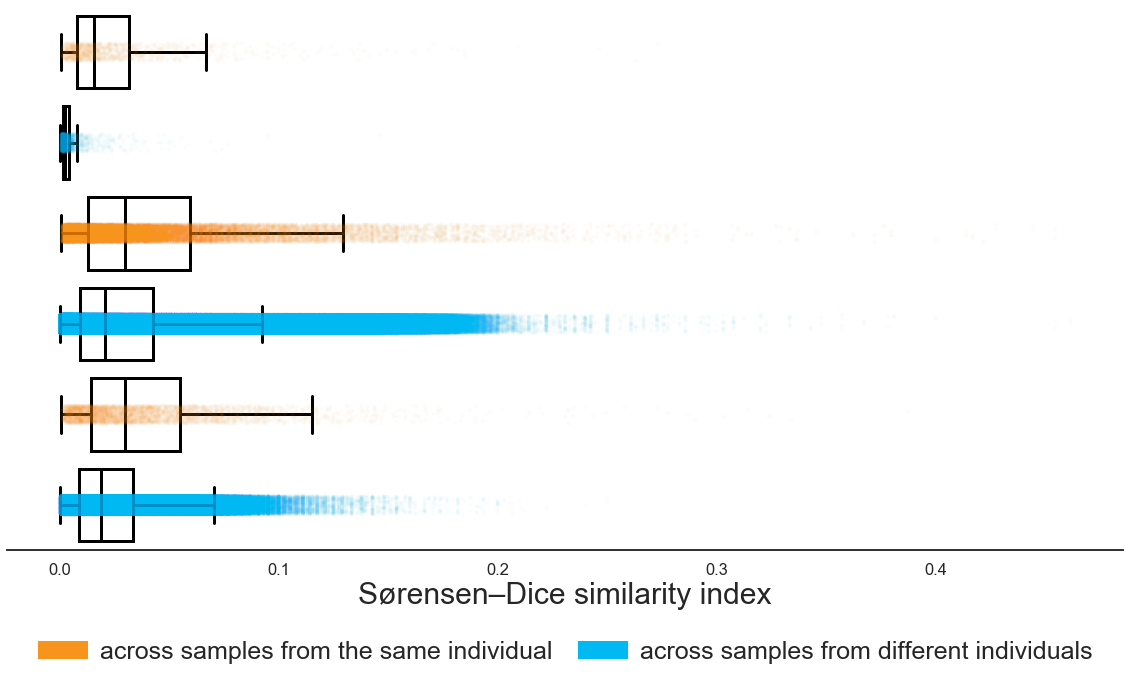 0.0 0.1 0.2 0.3 0.4
Sørensen–Dice similarity index
across samples from the same individual across samples from different individuals